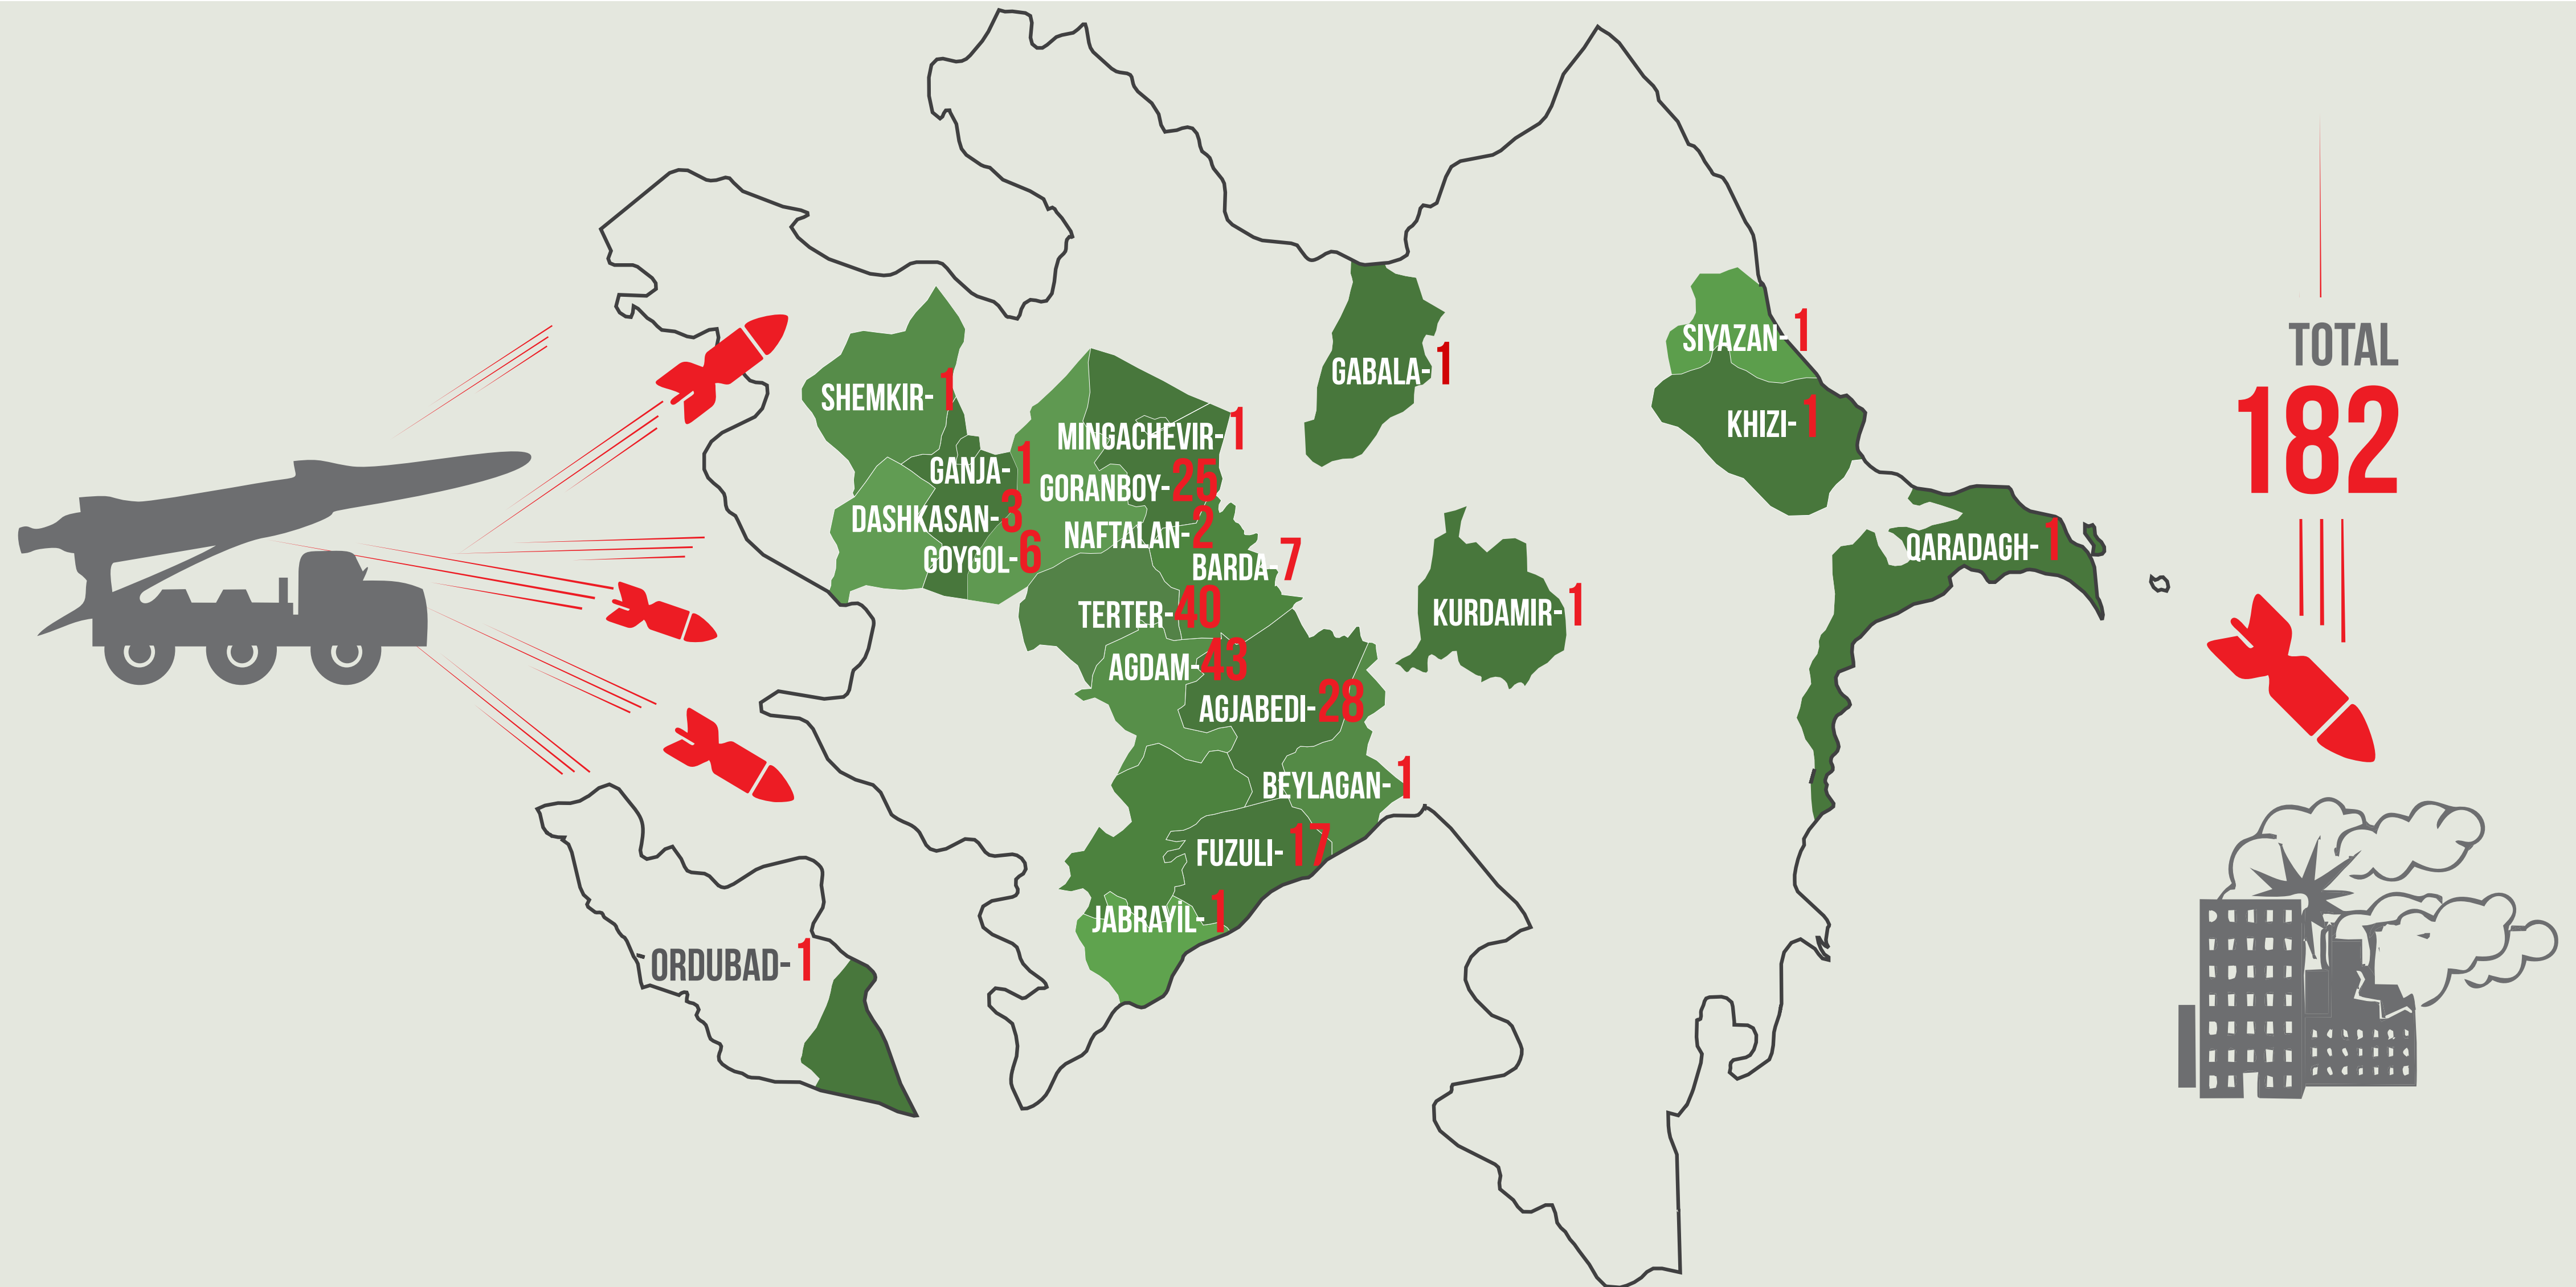 SHEMKIR-1
GANJA-1
DASHKASAN-3
GOYGOL-6
MINGACHEVIR-1
GORANBOY-25
NAFTALAN-2
BARDA-7
TERTER-40
AGDAM-43
AGJABEDI-28
BEYLAGAN-1
FUZULI-17
JABRAYİL-1
ORDUBAD-1
GABALA-1
KURDAMIR-1
SIYAZAN-1
KHIZI-1
QARADAGH-1
TOTAL
182